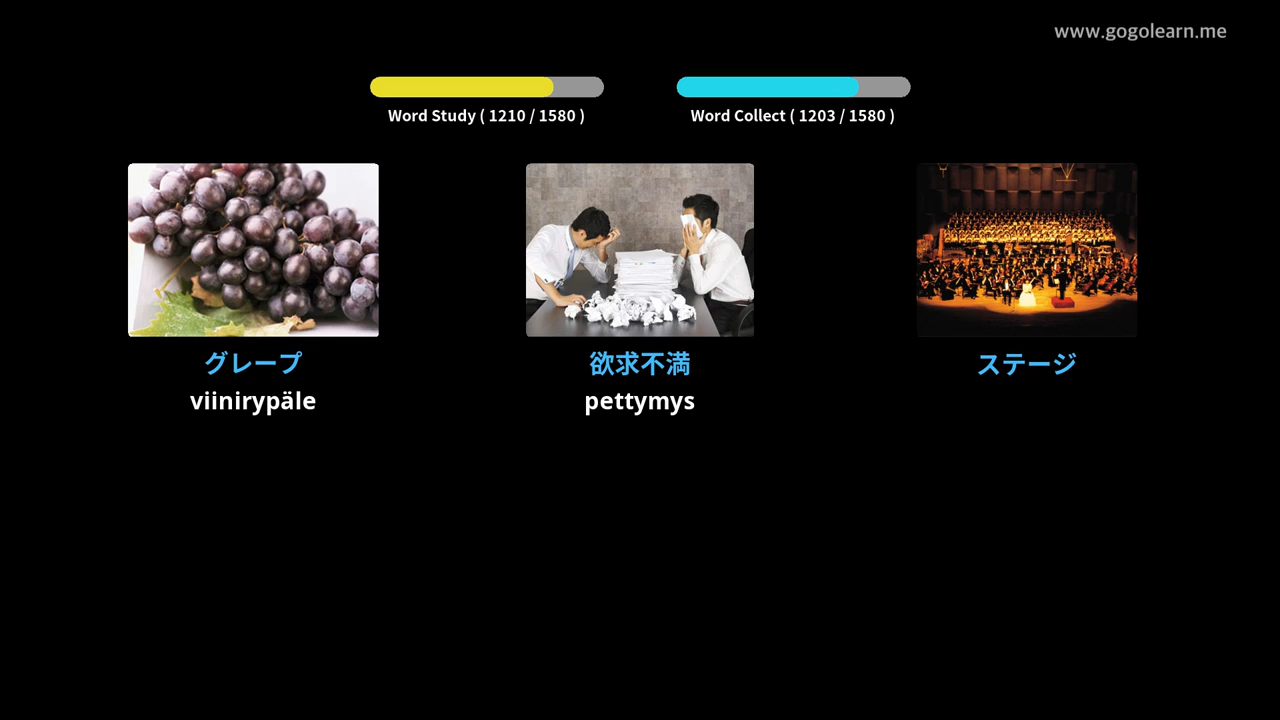 www.gogolearn.me
Word Study ( 1210 / 1580 )
Word Collect ( 1203 / 1580 )
グレープ
viinirypäle
欲求不満
pettymys
ステージ